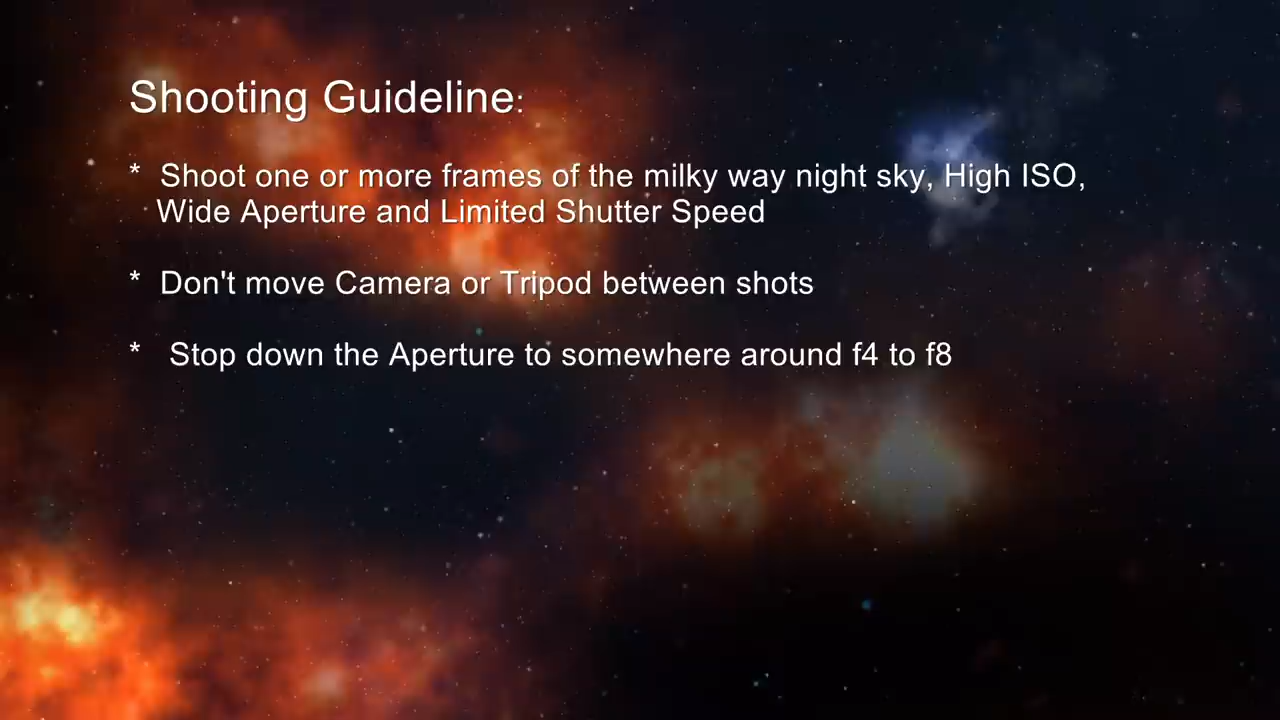 Shooting Guideline:
* Shoot one or more frames of the milky way night sky, High ISO,
Wide Aperture and Limited Shutter Speed
* Don't move Camera or Tripod between shots
* Stop down the Aperture to somewhere around f4 to f8